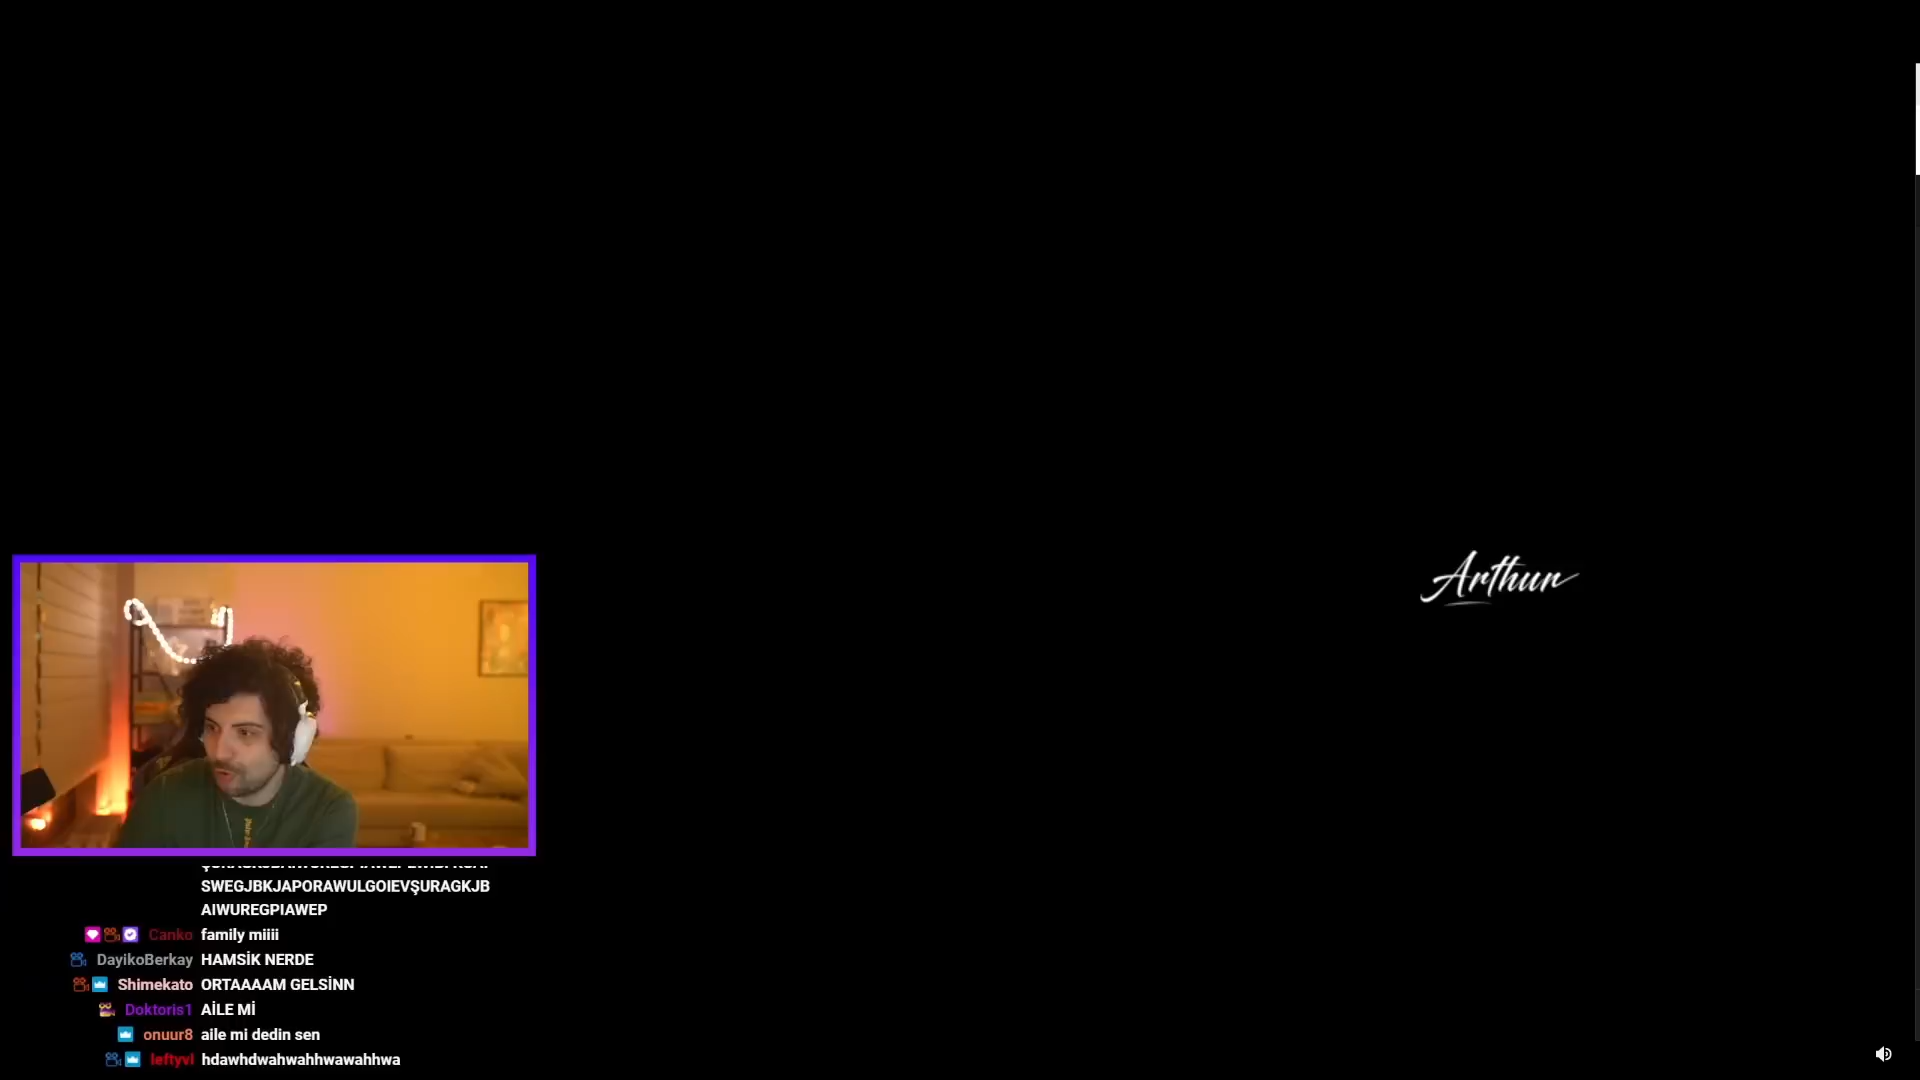 Arthur
SWEGJBKJAPORAWULGOIEVŞURAGKJB
AIWUREGPIAWEP
Canko family miiii
DayikoBerkay HAMSİK NERDE
Shimekato ORTAAAAM GELSİNN
Doktoris1 AİLE Mİ
onuur8 aile mi dedin sen
leftyvl hdawhdwahwahhwawahhwa